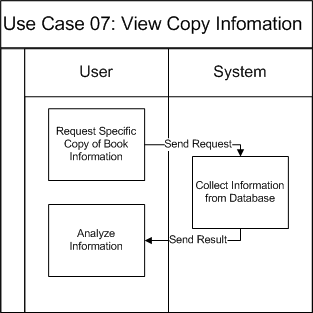 Use Case 07: View Copy Infomation
User
System
Request Specific
Copy of Book
Information
Send Request
Collect Information
from Database
Analyze
Information
Send Result